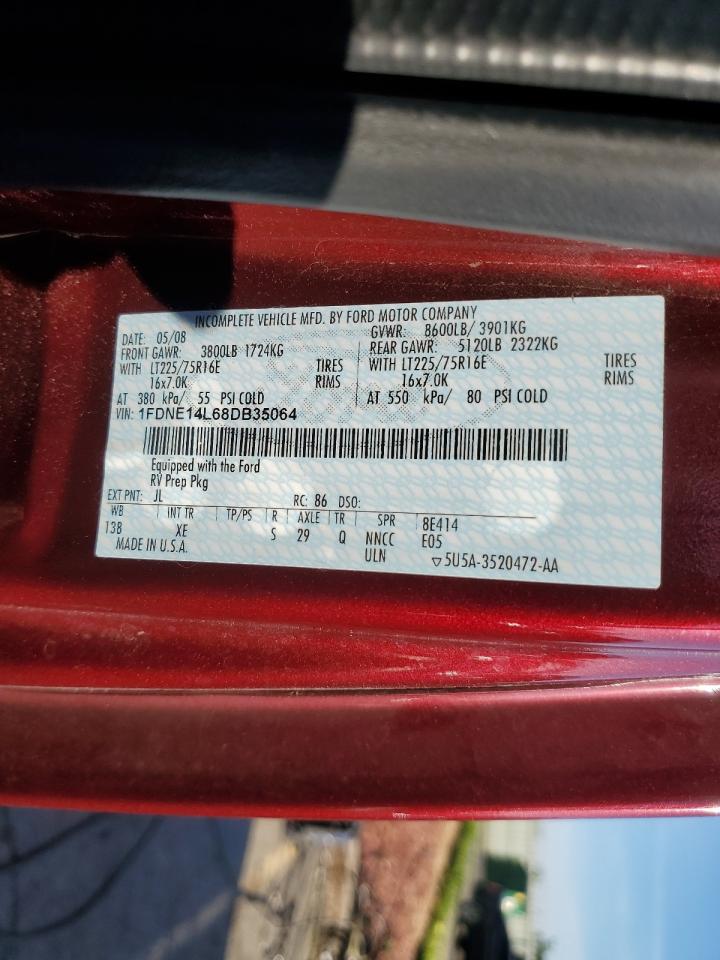 INCOMPLETE VEHICLE MFD. BY FORD MOTOR COMPANY
DATE: 05/08 GVWR: 8600LB/ 3901KG
FRONT GAWR: 3800LB 1724KG REAR GAWR: 5120LB 2322KG
WITH LT225/75R16E TIRES WITH LT225/75R16E TIRES
16x7.0K RIMS 16x7.0K RIMS
AT 380 kPa/ 55 PSI COLD AT 550 kPa/ 80 PSI COLD
VIN: 1FDNE14L68DB35064
Equipped with the Ford
RV Prep Pkg
EXT PNT: JL RC: 86 DSO:
WB INT TR TP/PS R AXLE TR SPR 8E414
138 XE S 29 Q NNCC E05
MADE IN U.S.A. ULN ▽5U5A-3520472-AA